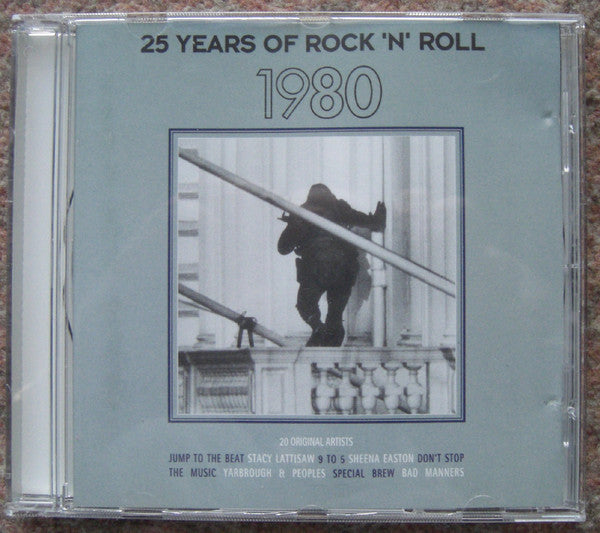 25 YEARS OF ROCK 'N' ROLL
1980
20 ORIGINAL ARTISTS
JUMP TO THE BEAT STACY LATTISAW 9 TO 5 SHEENA EASTON DON'T STOP
THE MUSIC YARBROUGH & PEOPLES SPECIAL BREW BAD MANNERS